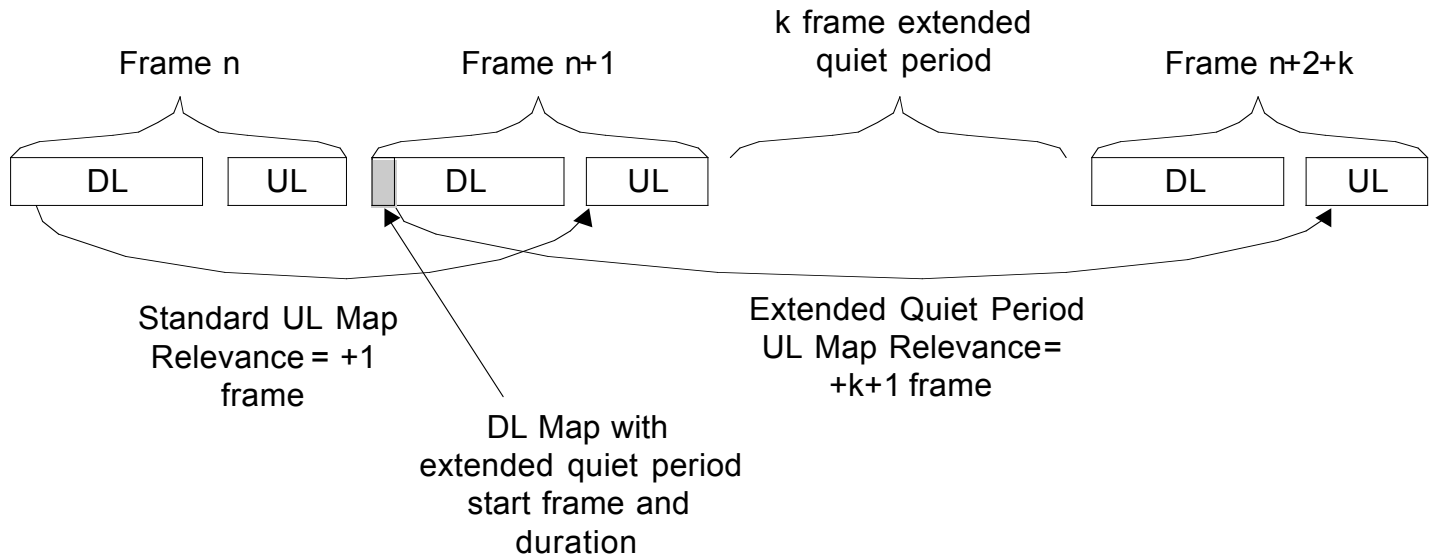 k frame extended
quiet period
Frame n
Frame n+1
Frame n+2+k
DL
UL
DL
UL
DL
UL
Standard UL Map
Relevance = +1
frame
Extended Quiet Period
UL Map Relevance=
+k+1 frame
DL Map with
extended quiet period
start frame and
duration